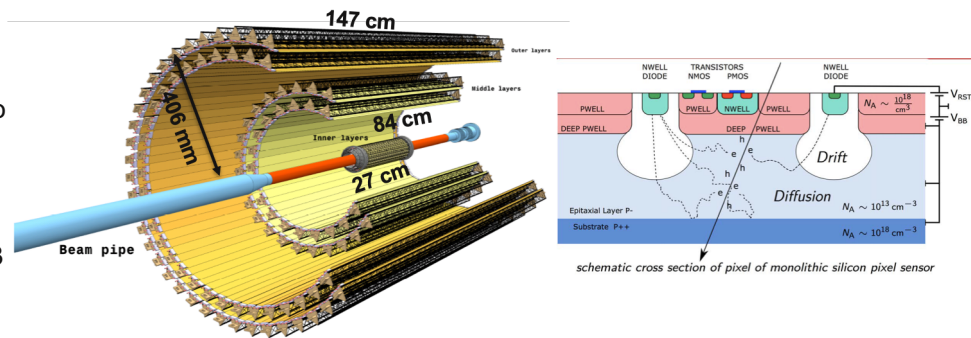 147 cm
Outer layers
Middle layers
406 mm
84 cm
Inner layers
27 cm
Beam pipe
NWELL
DIODE
TRANSISTORS
NMOS PMOS
NWELL
DIODE
PWELL
PWELL
NWELL
PWELL
DEEP PWELL
DEEP PWELL
N_A ~ 10^18/cm^3
V_RST
V_BB
h
e
h
e
h
e
e
h
Drift
Diffusion
Epitaxial Layer P-
N_A ~ 10^13 cm^−3
Substrate P++
N_A ~ 10^18 cm^−3
schematic cross section of pixel of monolithic silicon pixel sensor